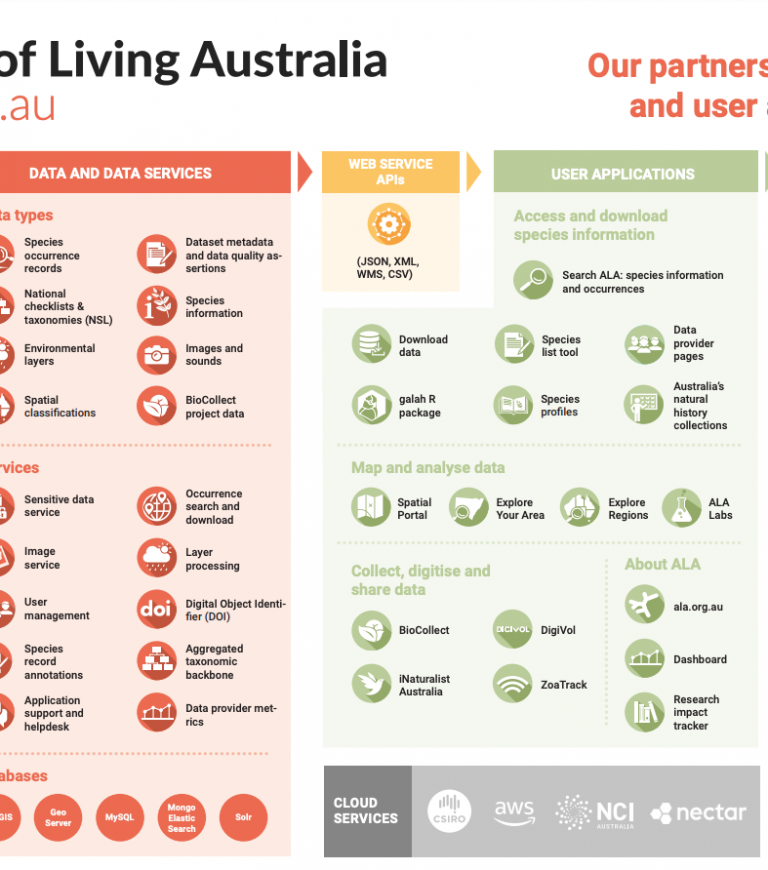 of Living Australia
.au
Our partners
and user
DATA AND DATA SERVICES
ta types
Species
occurrence
records
Dataset metadata
and data quality as-
sertions
National
checklists &
taxonomies (NSL)
Species
information
Environmental
layers
Images and
sounds
Spatial
classifications
BioCollect
project data
rvices
Sensitive data
service
Occurrence
search and
download
Image
service
Layer
processing
User
management
doi
Digital Object Identi-
fier (DOI)
Species
record
annotations
Aggregated
taxonomic
backbone
Application
support and
helpdesk
Data provider met-
rics
abases
GIS
Geo
Server
MySQL
Mongo
Elastic
Search
Solr
WEB SERVICE
APIs
(JSON, XML,
WMS, CSV)
USER APPLICATIONS
Access and download
species information
Search ALA: species information
and occurrences
Download
data
Species
list tool
Data
provider
pages
galah R
package
Species
profiles
Australia's
natural
history
collections
Map and analyse data
Spatial
Portal
Explore
Your Area
Explore
Regions
ALA
Labs
Collect, digitise and
share data
BioCollect
DIGIVOL
DigiVol
iNaturalist
Australia
ZoaTrack
About ALA
ala.org.au
Dashboard
Research
impact
tracker
CLOUD
SERVICES
CSIRO
aws
NCI
AUSTRALIA
nectar